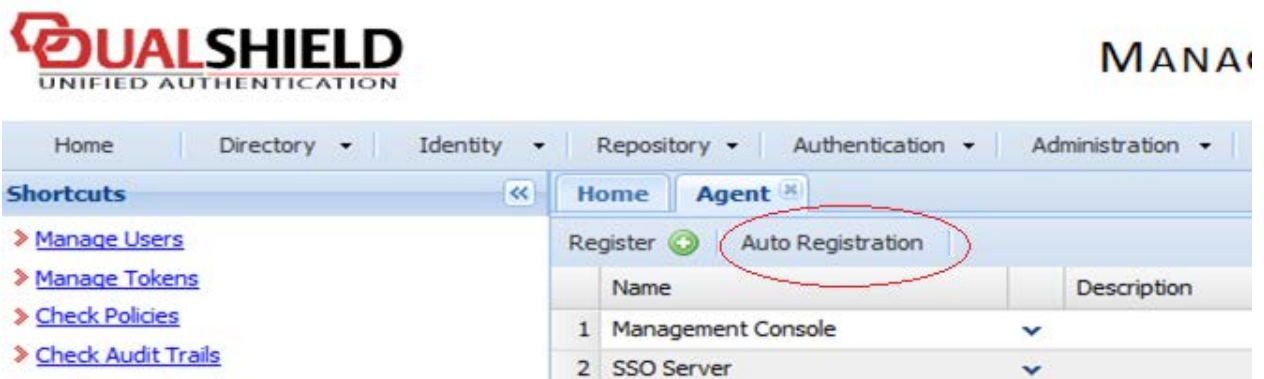 DUALSHIELD
UNIFIED AUTHENTICATION
Home Directory Identity Repository Authentication Administration
Shortcuts
Manage Users
Manage Tokens
Check Policies
Check Audit Trails
Home Agent
Register Auto Registration
Name Description
1 Management Console
2 SSO Server